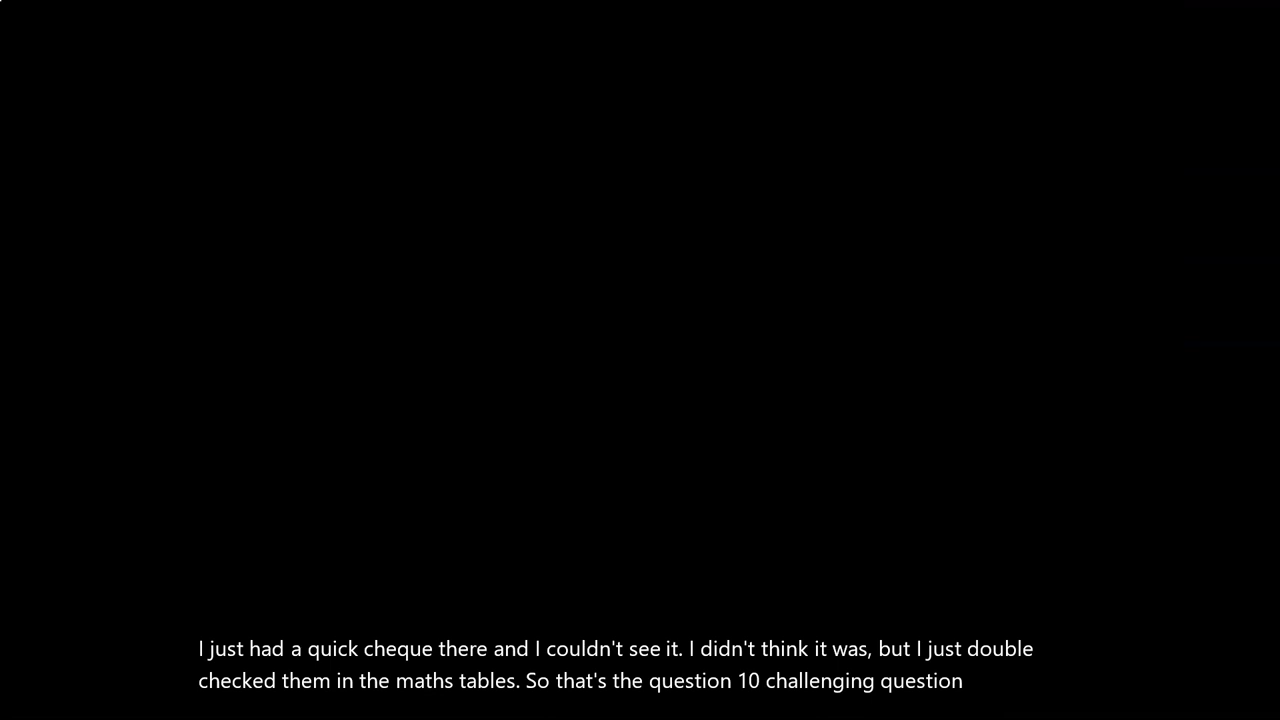 I just had a quick cheque there and I couldn't see it. I didn't think it was, but I just double
checked them in the maths tables. So that's the question 10 challenging question